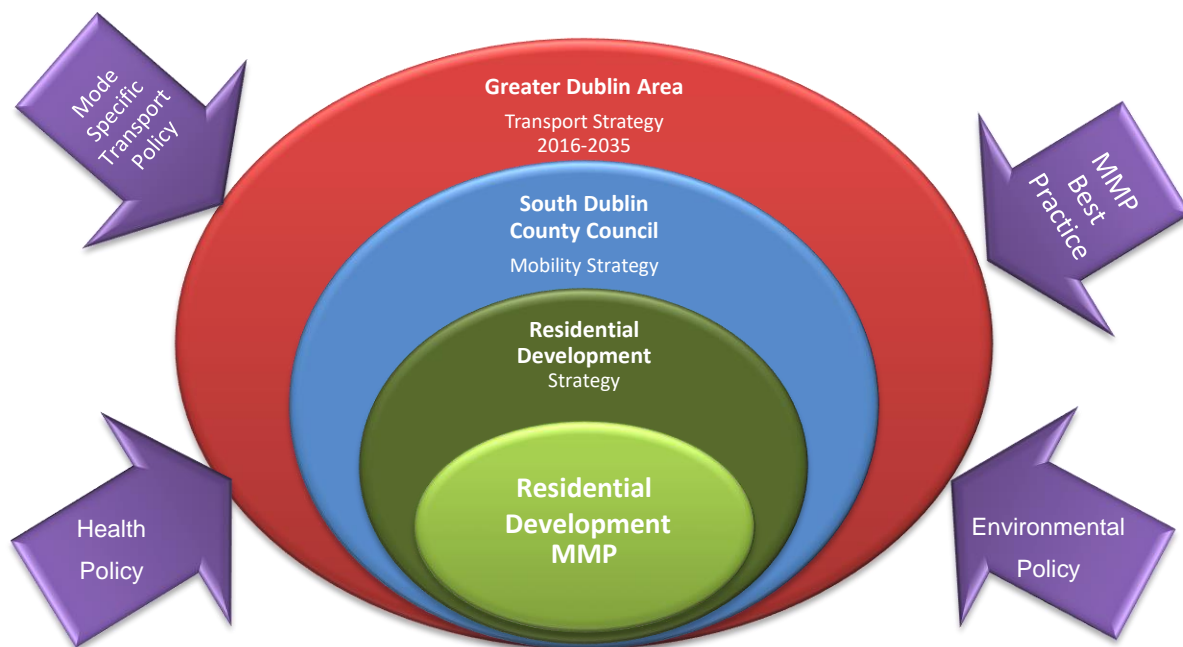 Mode
Specific
Transport
Policy
Greater Dublin Area
Transport Strategy
2016-2035
MMP
Best
Practice
South Dublin
County Council
Mobility Strategy
Residential
Development
Strategy
Residential
Development
MMP
Health
Policy
Environmental
Policy